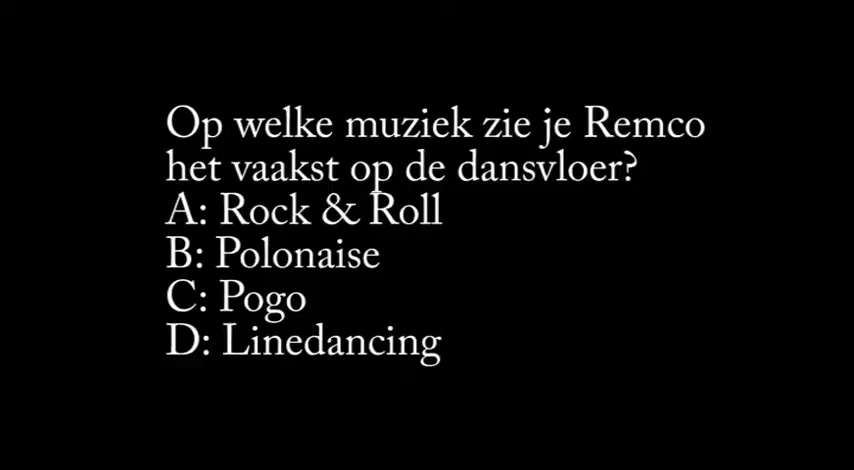 Op welke muziek zie je Remco
het vaakst op de dansvloer?
A: Rock & Roll
B: Polonaise
C: Pogo
D: Linedancing